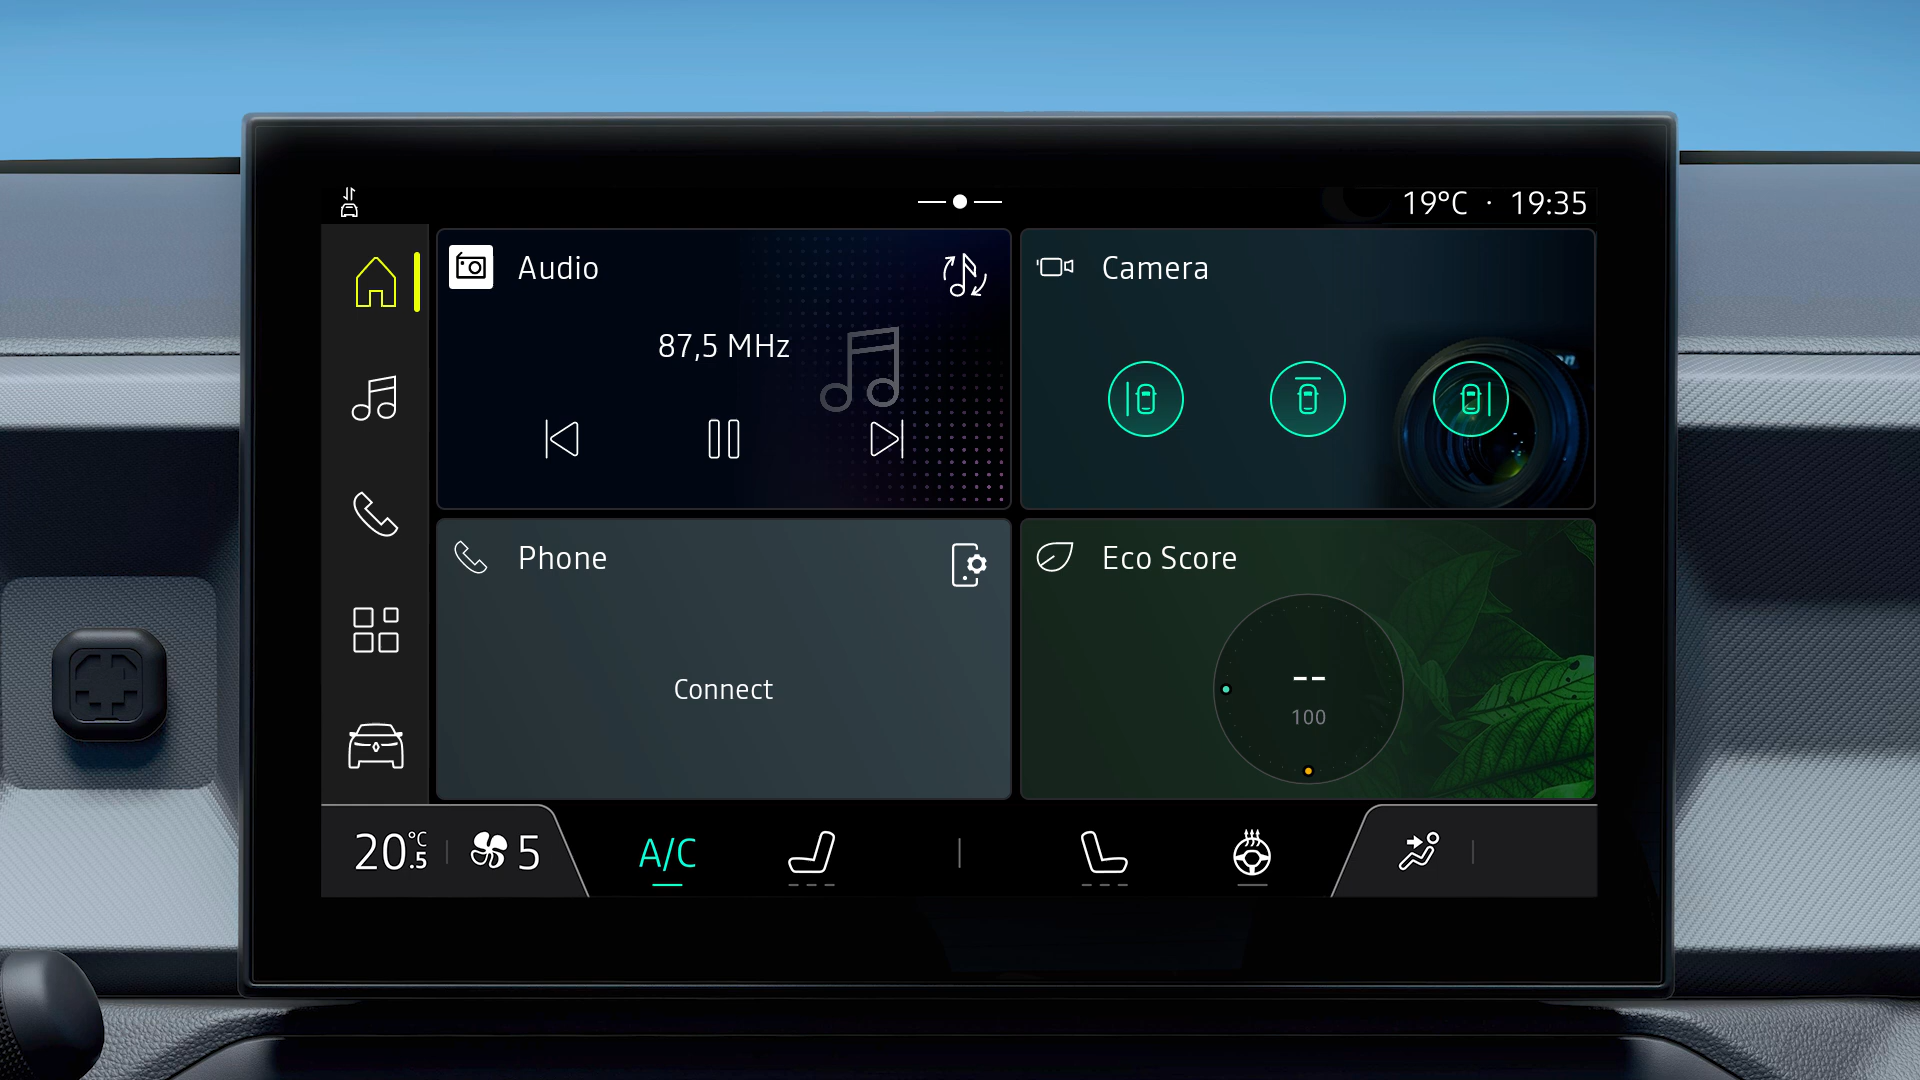 19°C · 19:35
Audio
87,5 MHz
Camera
Phone
Connect
Eco Score
--
100
20.5 °C
5
A/C